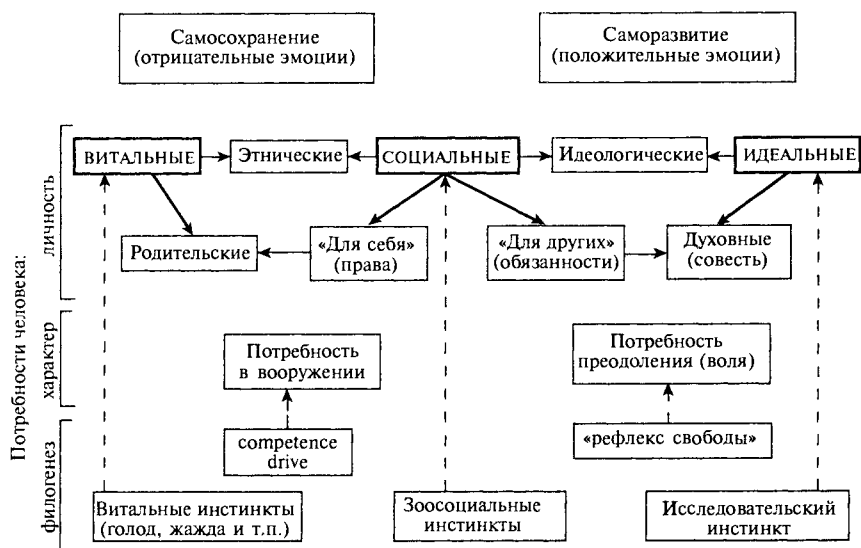 Самосохранение
(отрицательные эмоции)
Саморазвитие
(положительные эмоции)
Потребности человека:
личность
ВИТАЛЬНЫЕ
Этнические
СОЦИАЛЬНЫЕ
Идеологические
ИДЕАЛЬНЫЕ
Родительские
«Для себя»
(права)
«Для других»
(обязанности)
Духовные
(совесть)
характер
Потребность
в вооружении
Потребность
преодоления (воля)
филогенез
competence
drive
«рефлекс свободы»
Витальные инстинкты
(голод, жажда и т.п.)
Зоосоциальные
инстинкты
Исследовательский
инстинкт